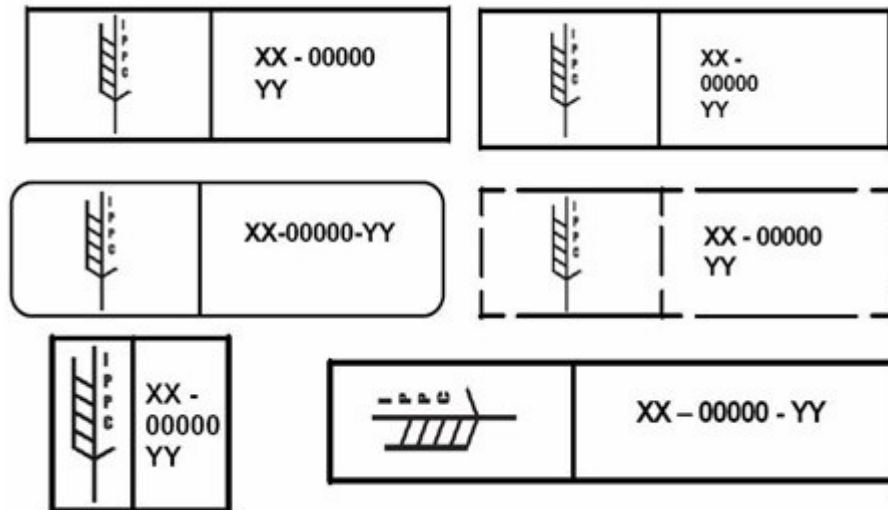 IPPC
XX - 00000
YY
IPPC
XX -
00000
YY
IPPC
XX-00000-YY
IPPC
XX - 00000
YY
IPPC
XX -
00000
YY
IPPC
XX – 00000 - YY